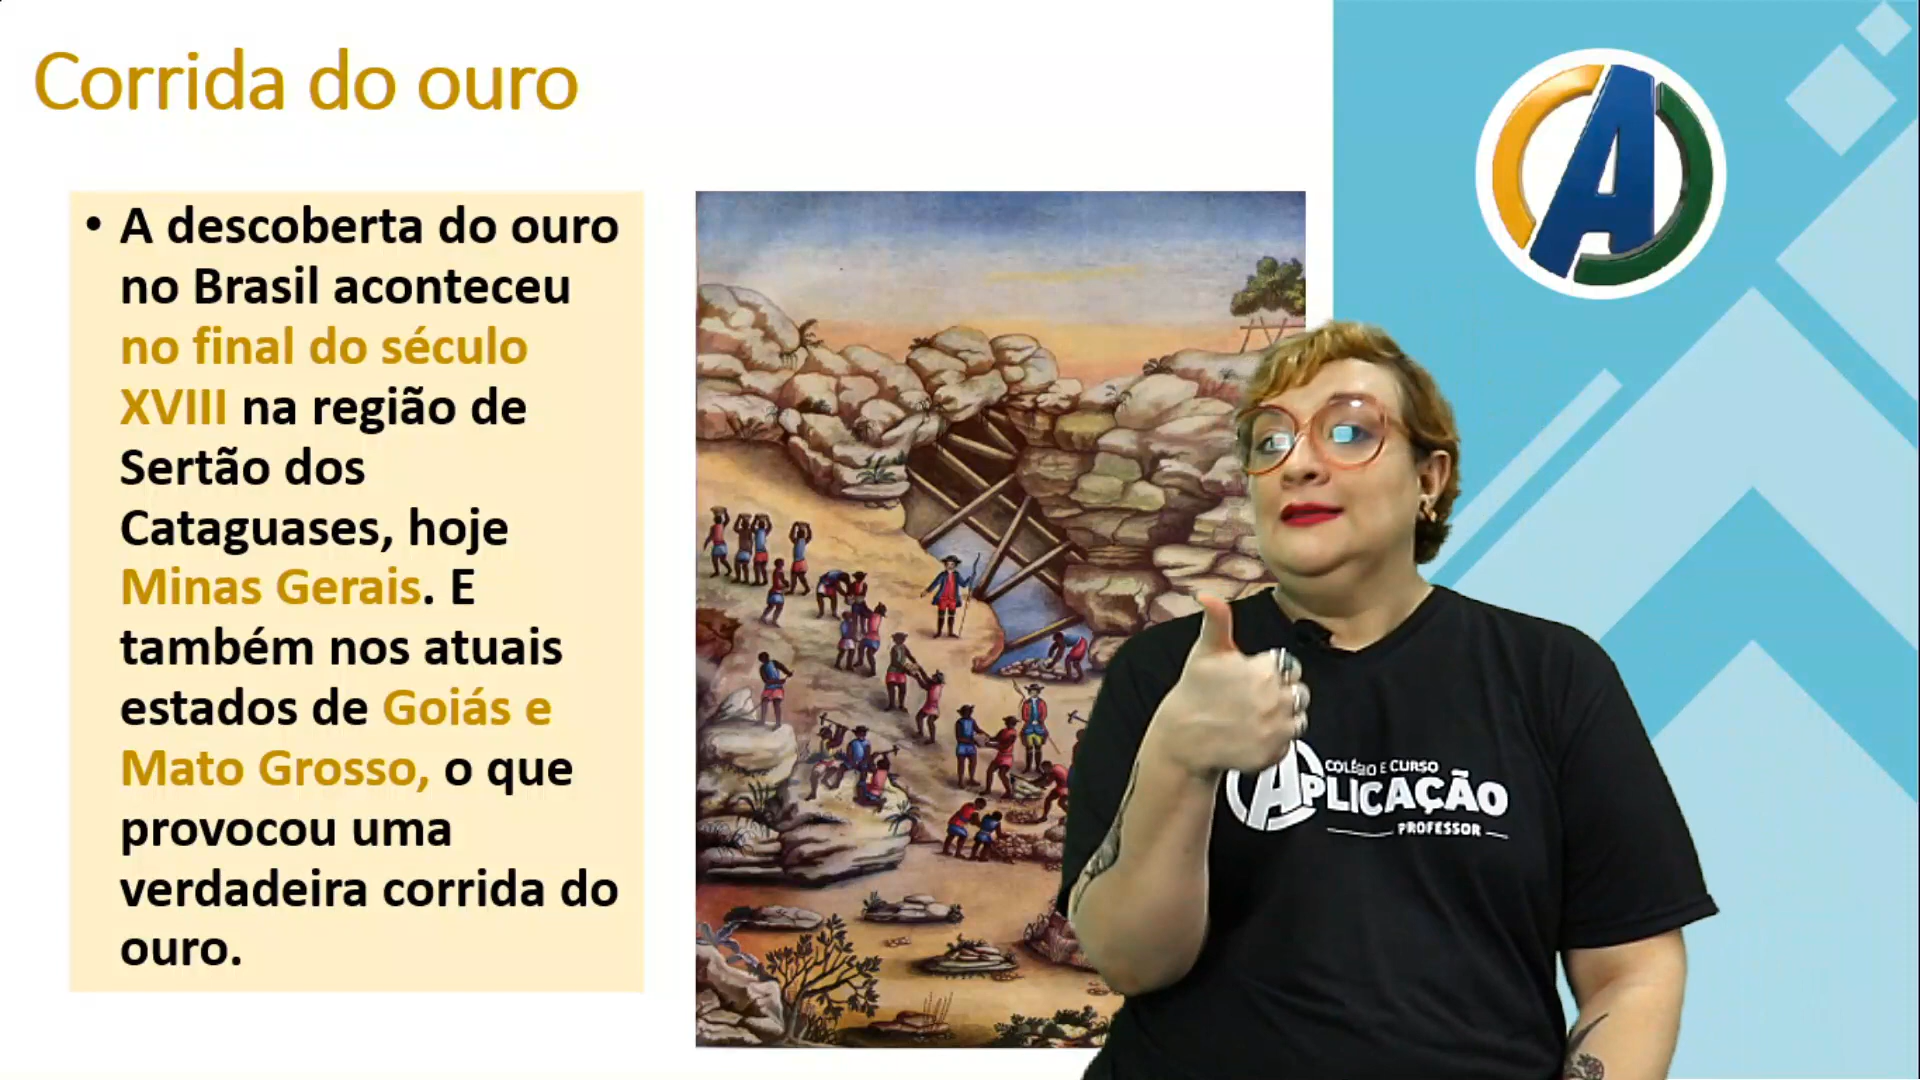 Corrida do ouro
• A descoberta do ouro
no Brasil aconteceu
no final do século
XVIII na região de
Sertão dos
Cataguases, hoje
Minas Gerais. E
também nos atuais
estados de Goiás e
Mato Grosso, o que
provocou uma
verdadeira corrida do
ouro.
A
COLÉGIO E CURSO
APLICAÇÃO
PROFESSOR